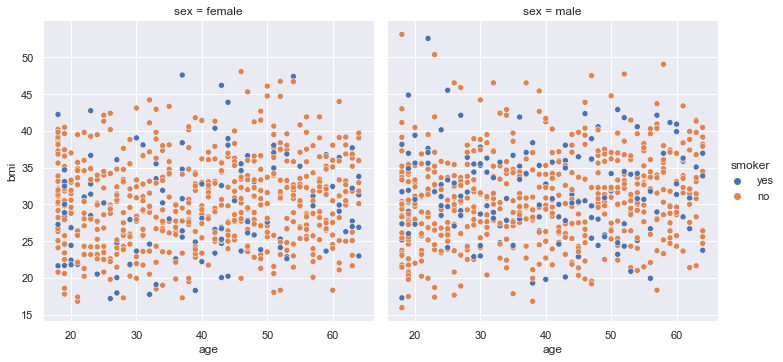 sex = female
sex = male
50
45
40
35
30
25
20
15
bmi
20
30
40
50
60
20
30
40
50
60
age
age
smoker
yes
no